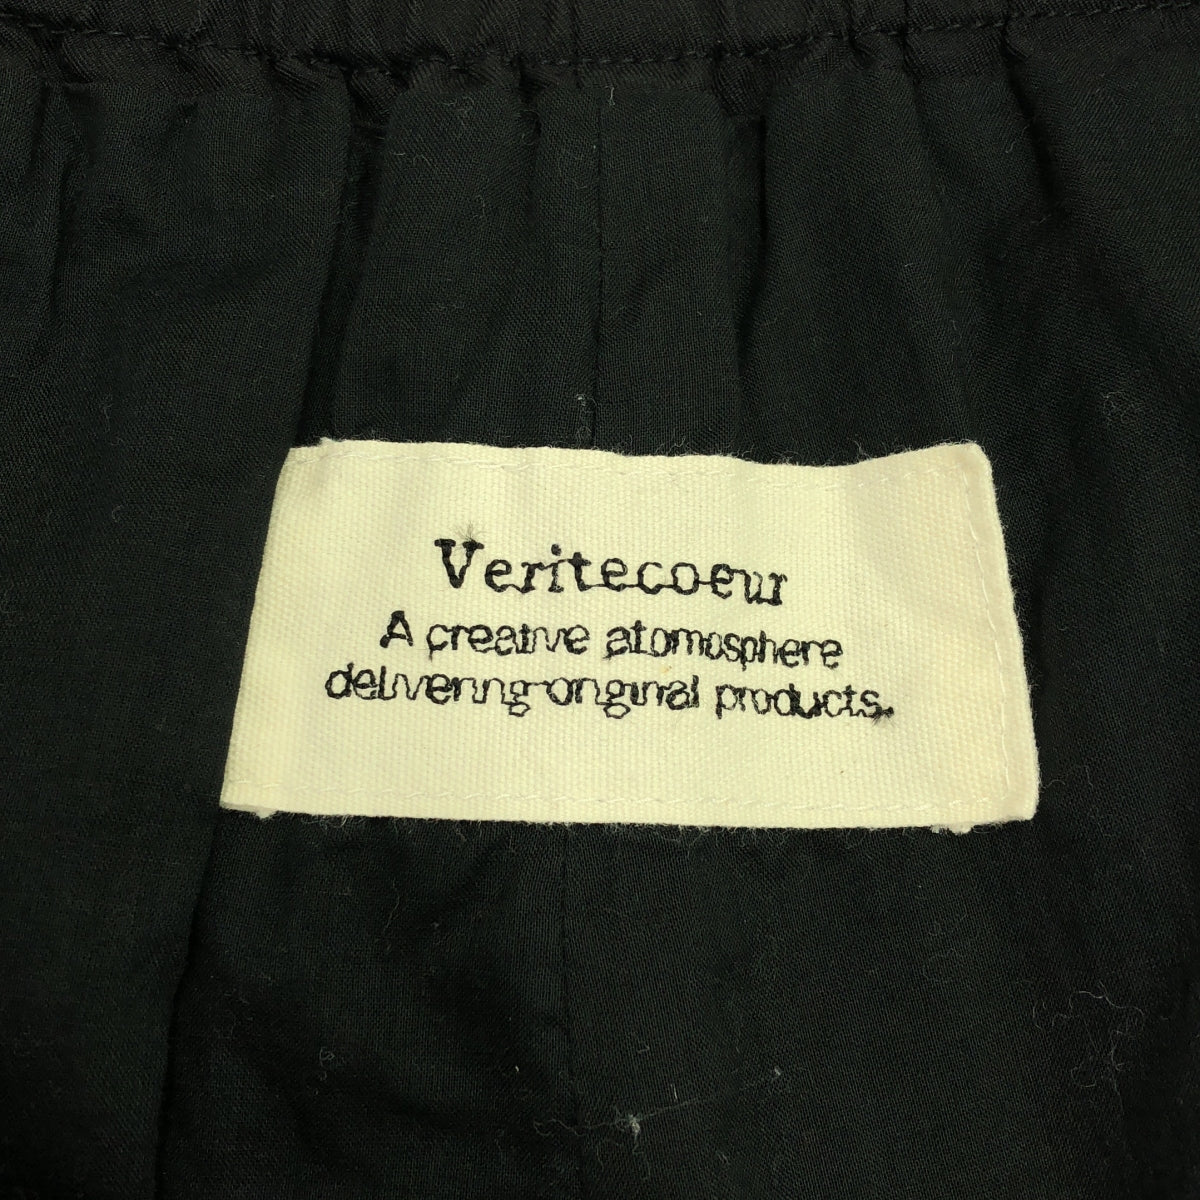 Veritecoeur
A creative atomosphere
delivering original products.